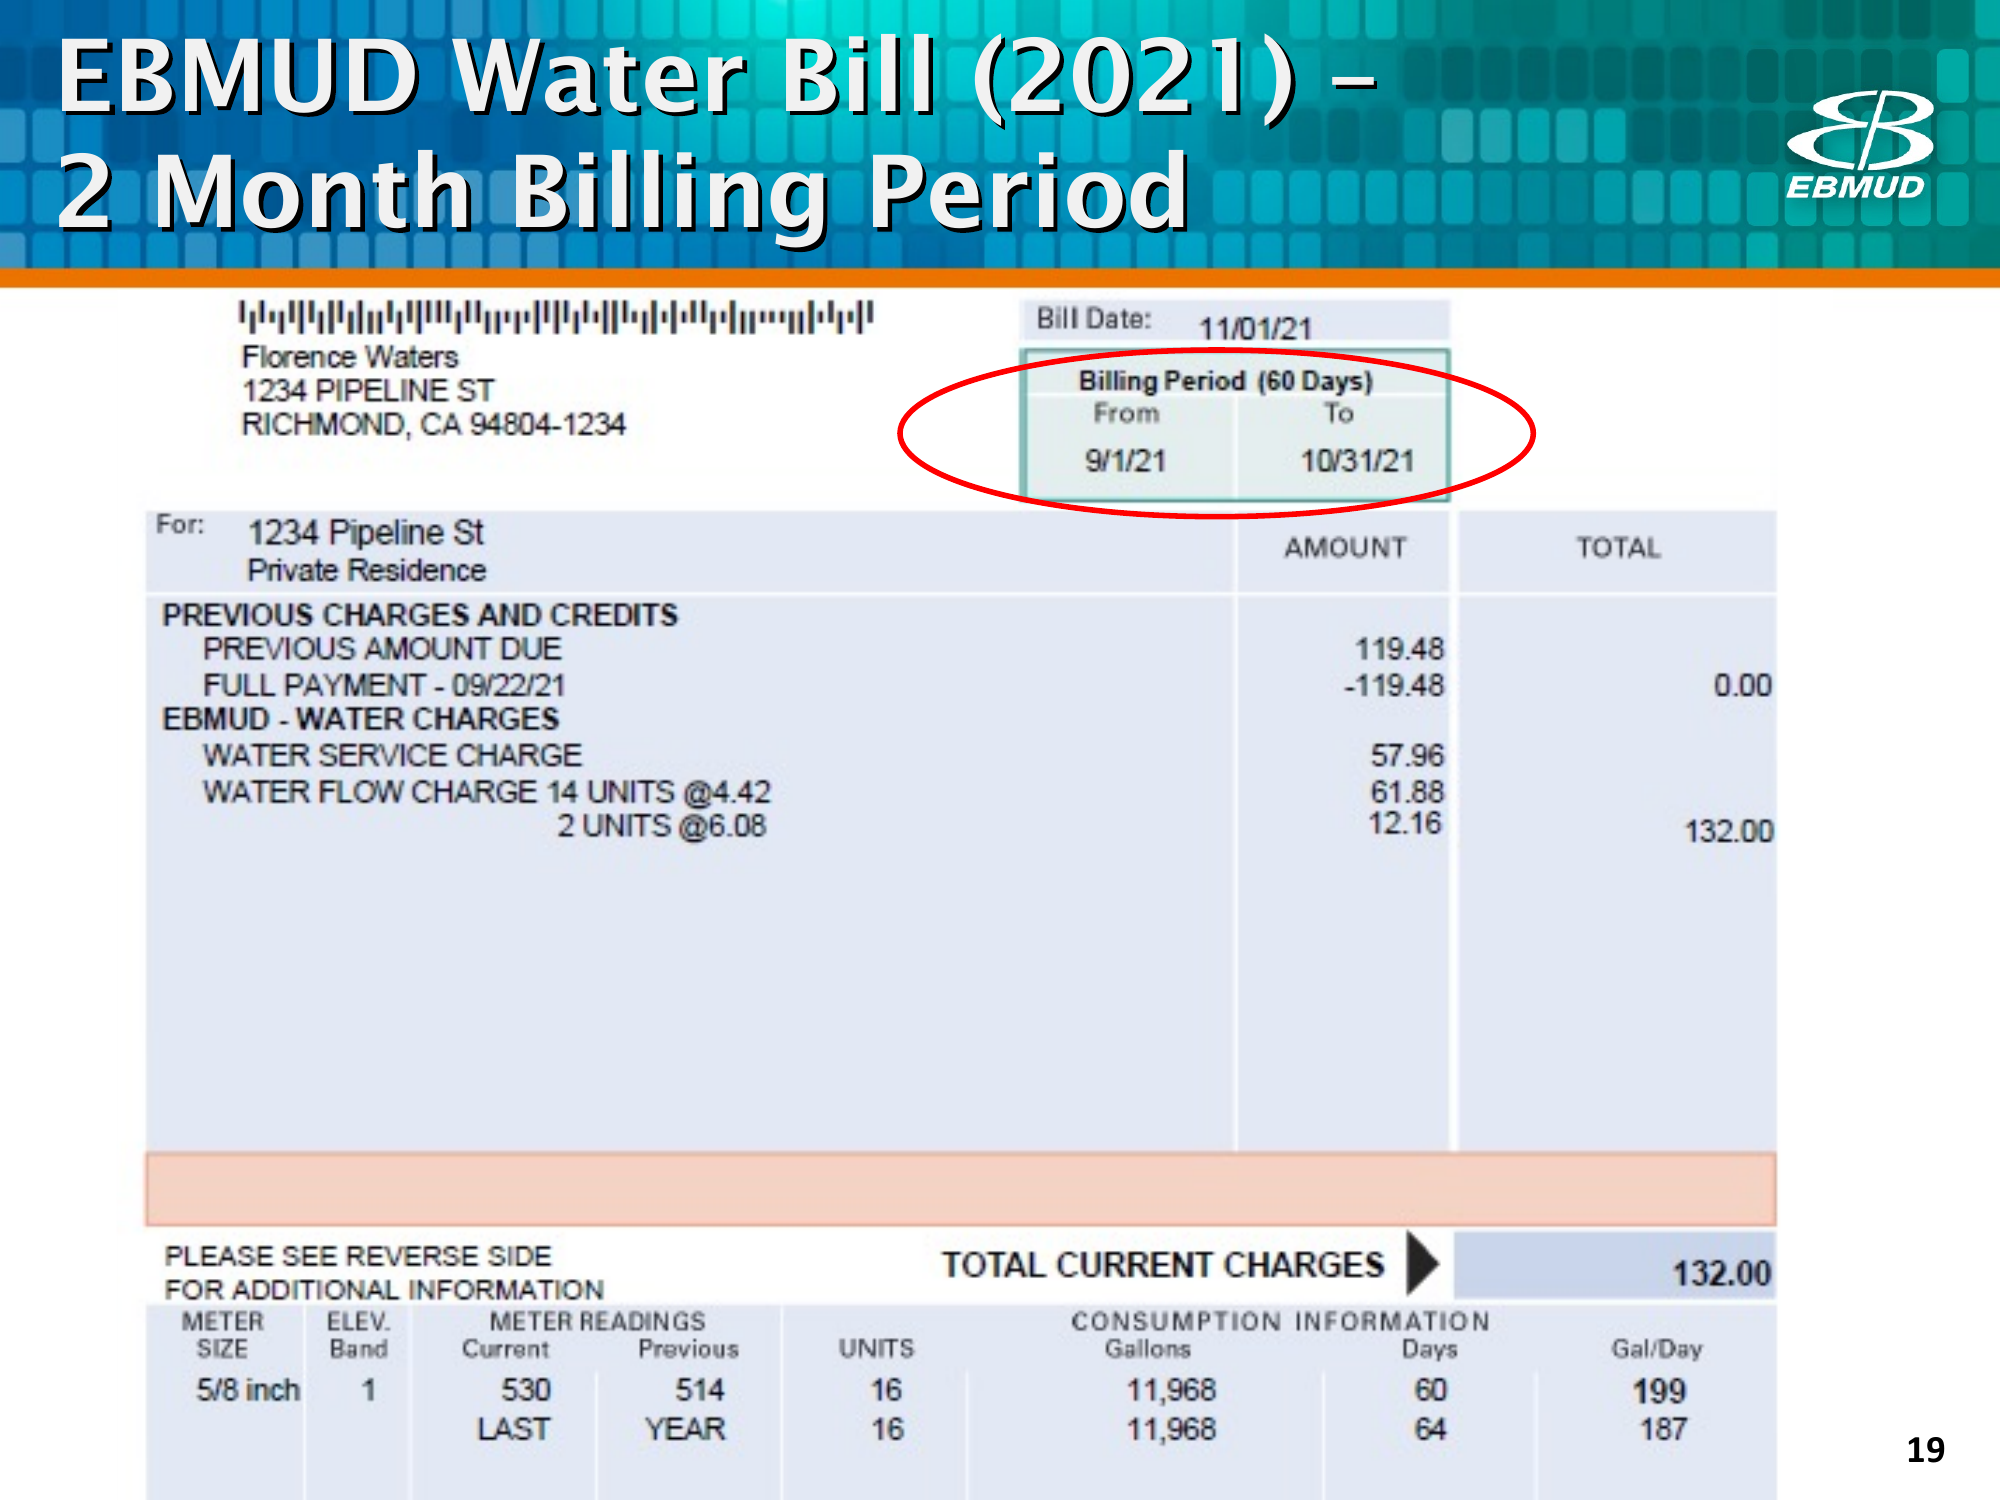 EBMUD Water Bill (2021) –
2 Month Billing Period
EBMUD
Florence Waters
1234 PIPELINE ST
RICHMOND, CA 94804-1234
Bill Date: 11/01/21
Billing Period (60 Days)
From To
9/1/21 10/31/21
For: 1234 Pipeline St
Private Residence
AMOUNT TOTAL
PREVIOUS CHARGES AND CREDITS
PREVIOUS AMOUNT DUE 119.48
FULL PAYMENT - 09/22/21 -119.48 0.00
EBMUD - WATER CHARGES
WATER SERVICE CHARGE 57.96
WATER FLOW CHARGE 14 UNITS @4.42 61.88
2 UNITS @6.08 12.16 132.00
PLEASE SEE REVERSE SIDE
FOR ADDITIONAL INFORMATION
TOTAL CURRENT CHARGES 132.00
METER SIZE ELEV. Band METER READINGS CONSUMPTION INFORMATION
Current Previous UNITS Gallons Days Gal/Day
5/8 inch 1 530 514 16 11,968 60 199
LAST YEAR 16 11,968 64 187
19